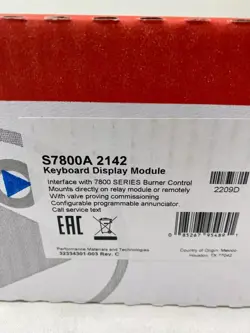 S7800A 2142
Keyboard Display Module
Interface with 7800 SERIES Burner Control
Mounts directly on relay module or remotely
With valve proving commissioning
Configurable programmable annunciator.
Call service text
2209D
EAC
Performance Materials and Technologies
32354301-003 Rev. C
Country of Origin: Mexico
Houston, TX 77042